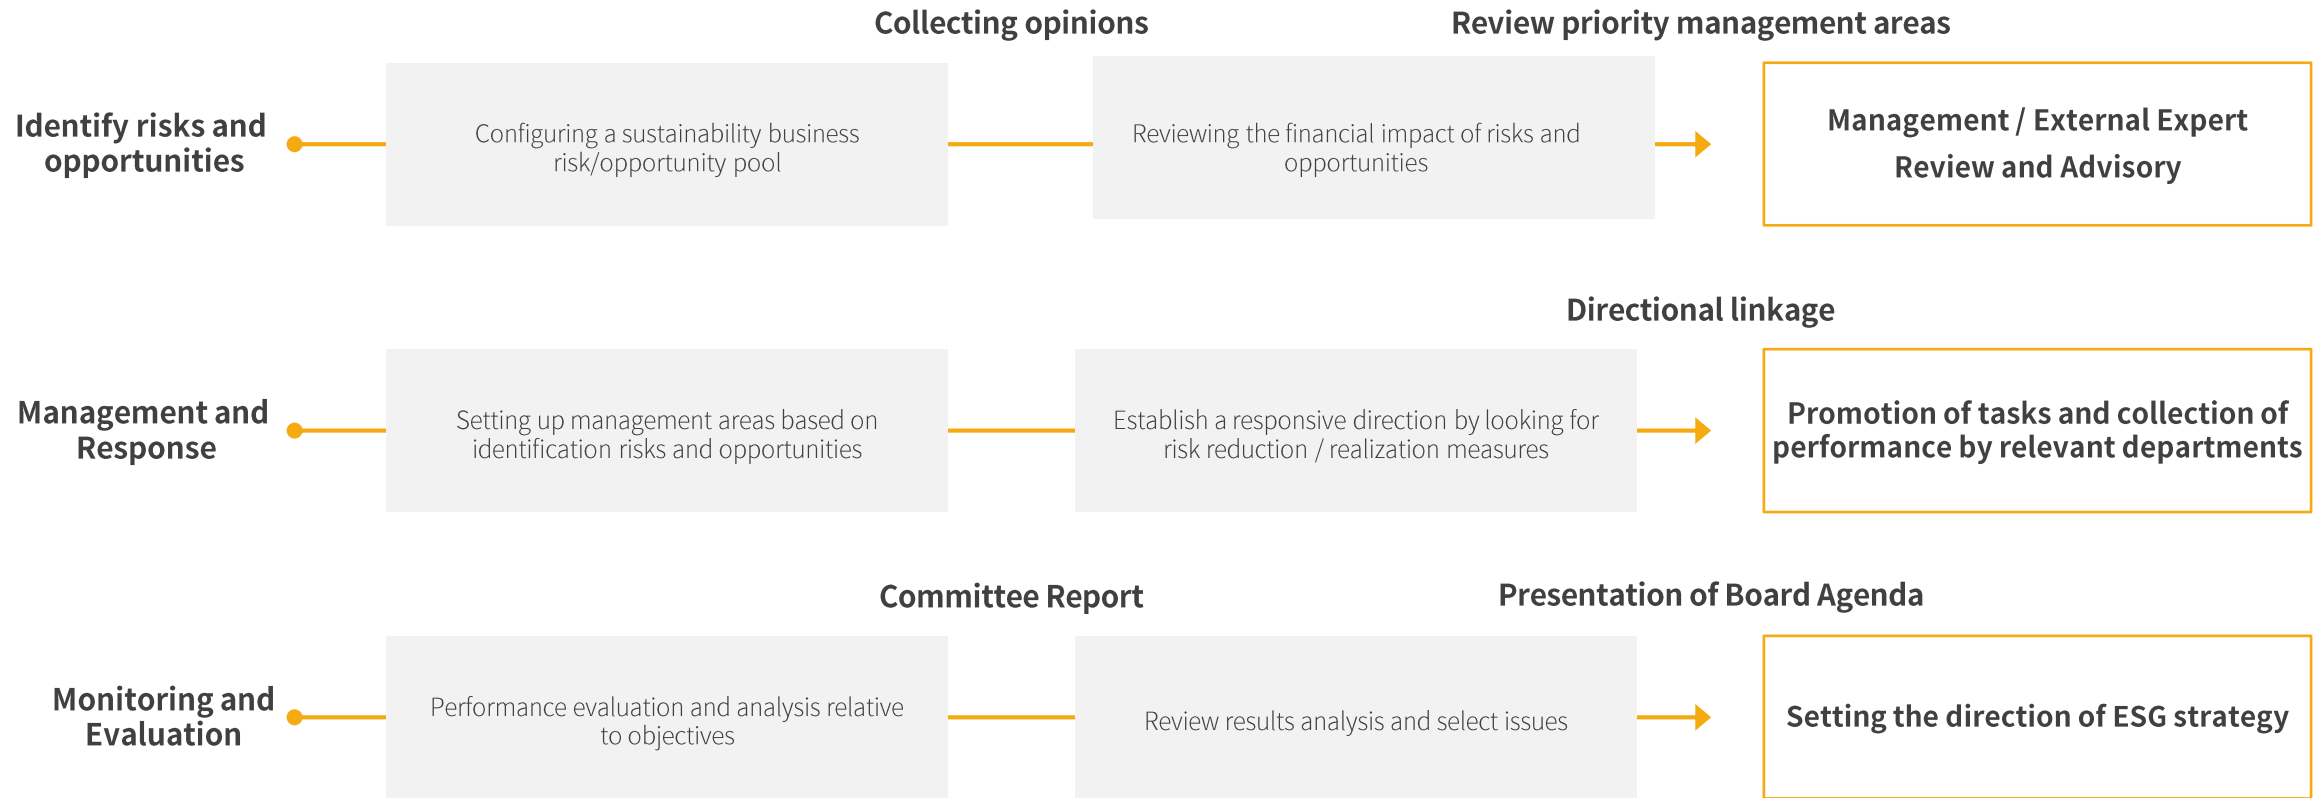 Collecting opinions
Review priority management areas
Identify risks and
opportunities
Configuring a sustainability business
risk/opportunity pool
Reviewing the financial impact of risks and
opportunities
Management / External Expert
Review and Advisory
Directional linkage
Management and
Response
Setting up management areas based on
identification risks and opportunities
Establish a responsive direction by looking for
risk reduction / realization measures
Promotion of tasks and collection of
performance by relevant departments
Committee Report
Presentation of Board Agenda
Monitoring and
Evaluation
Performance evaluation and analysis relative
to objectives
Review results analysis and select issues
Setting the direction of ESG strategy